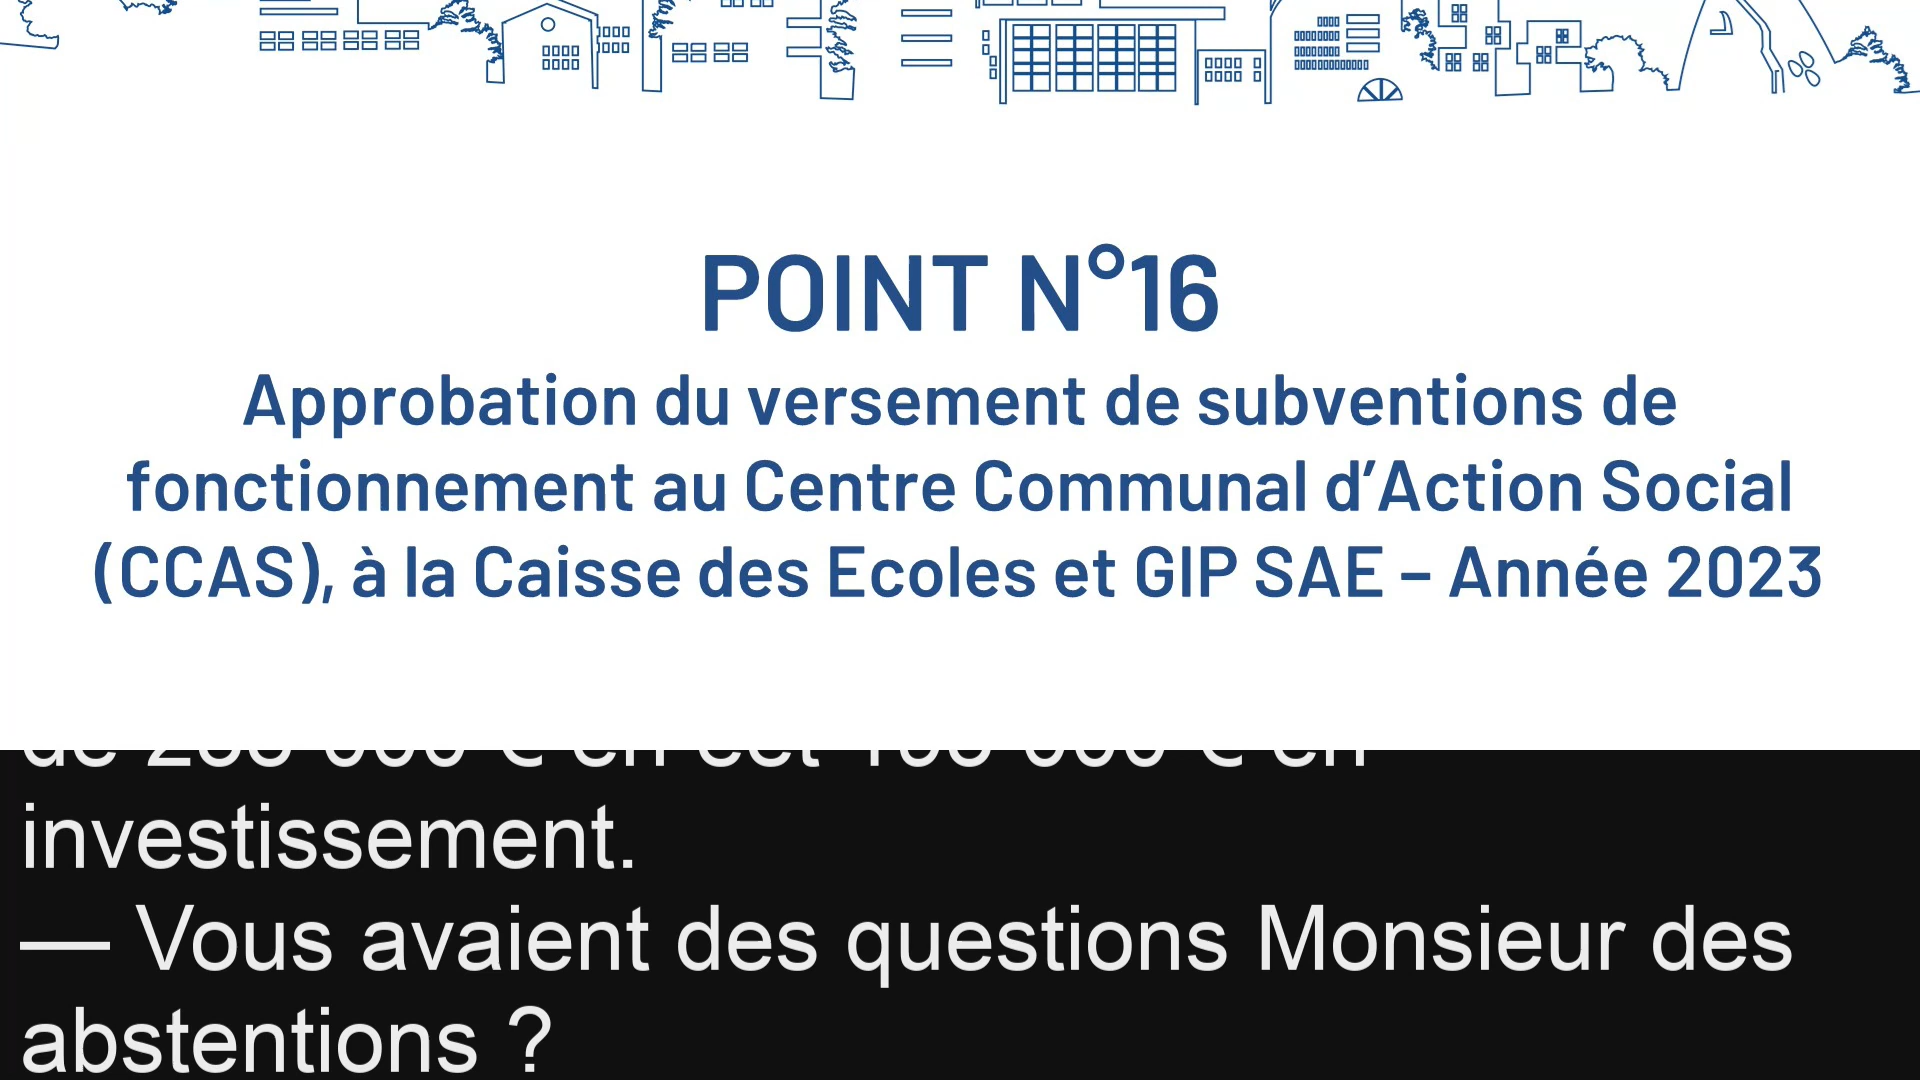 POINT N°16
Approbation du versement de subventions de
fonctionnement au Centre Communal d’Action Social
(CCAS), à la Caisse des Ecoles et GIP SAE – Année 2023
investissement.
— Vous avaient des questions Monsieur des
abstentions ?